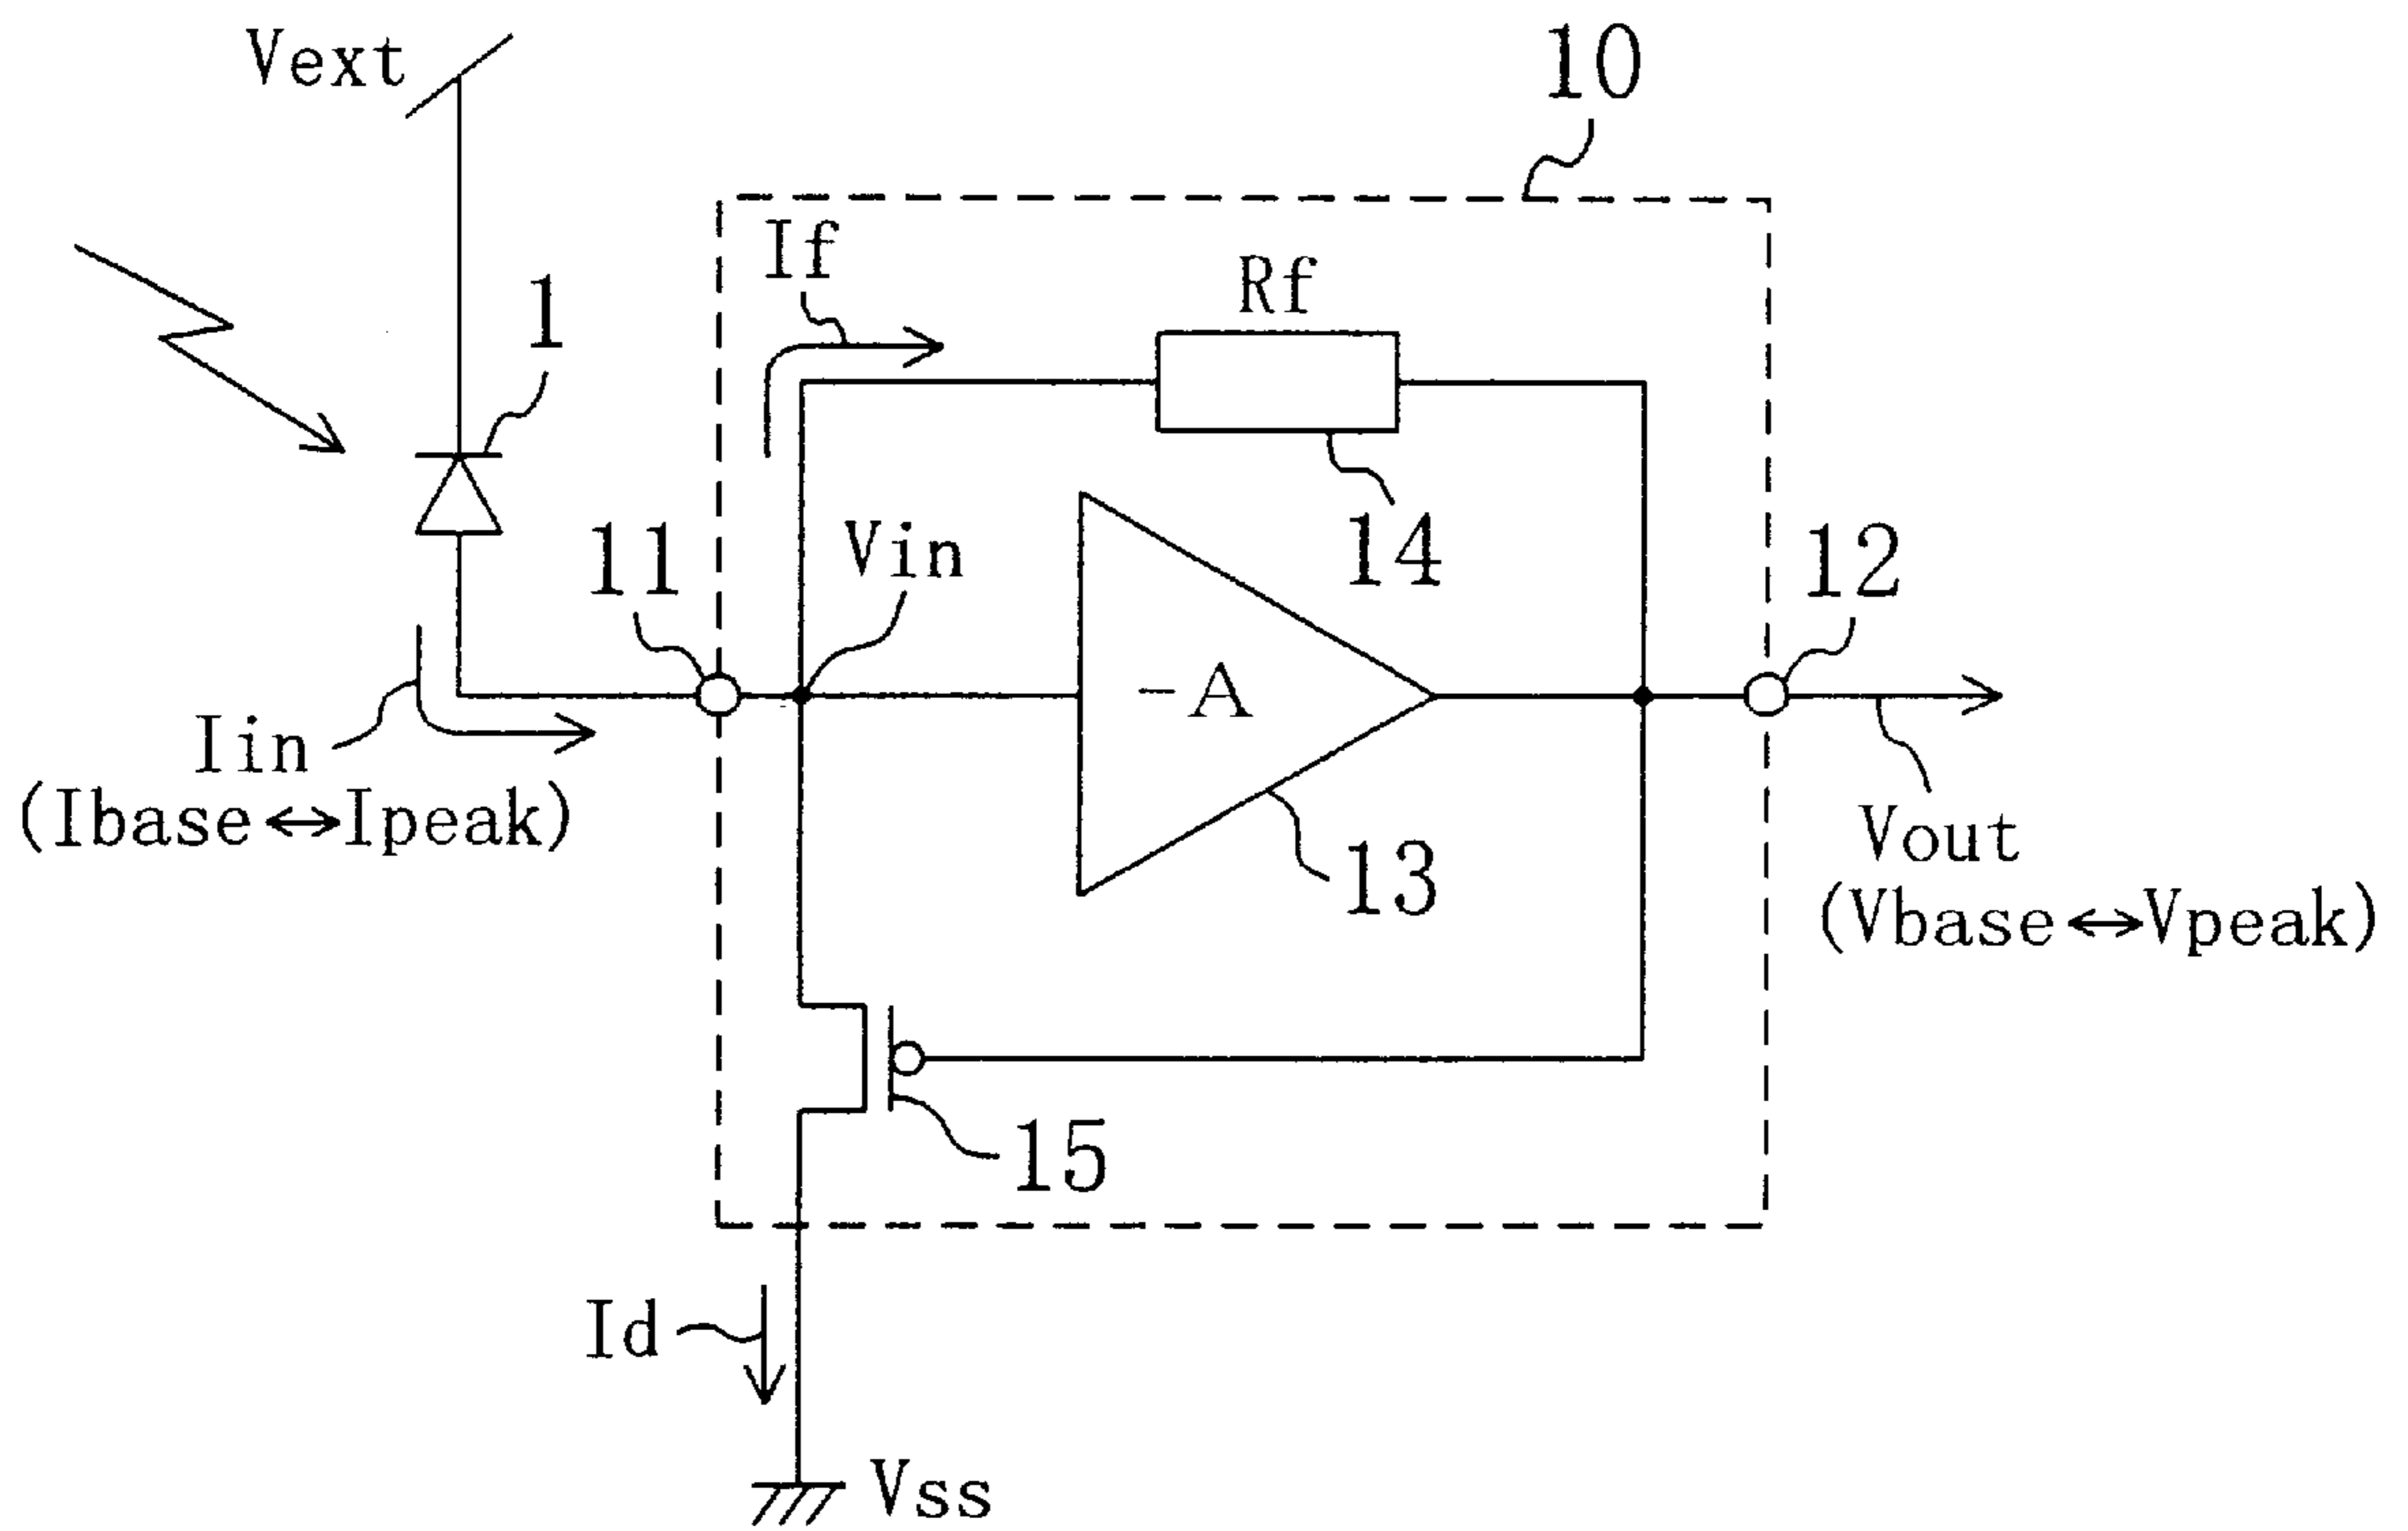 Vext
10
If
Rf
1
14
11
Vin
12
-A
Iin
(Ibase↔Ipeak)
13
Vout
(Vbase↔Vpeak)
15
Id
Vss